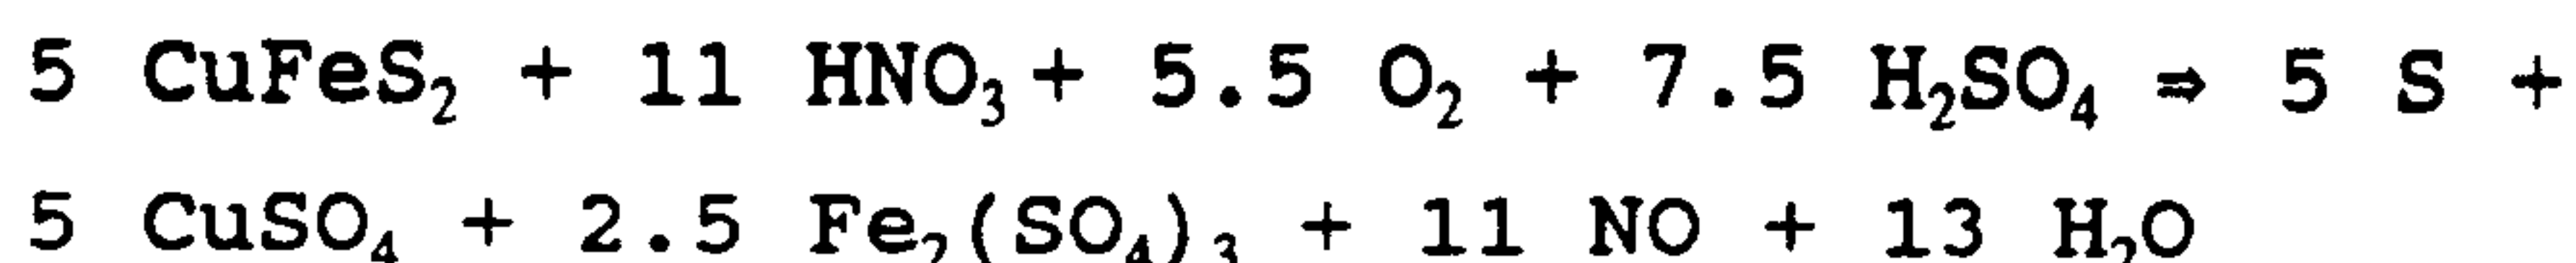 5 CuFeS₂ + 11 HNO₃ + 5.5 O₂ + 7.5 H₂SO₄ ⇒ 5 S +
5 CuSO₄ + 2.5 Fe₂(SO₄)₃ + 11 NO + 13 H₂O